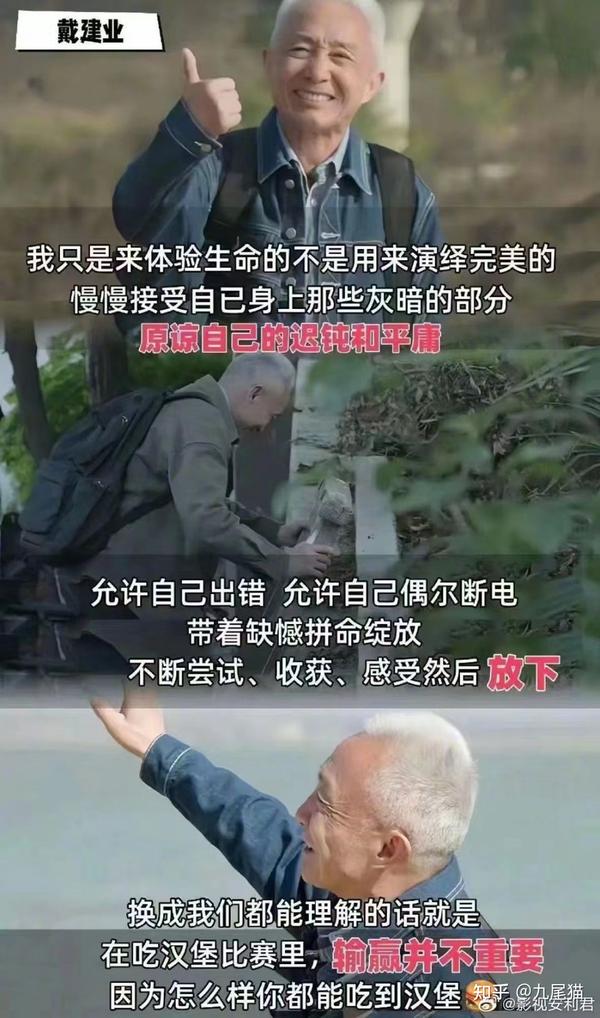 戴建业
我只是来体验生命的不是用来演绎完美的
慢慢接受自己身上那些灰暗的部分
原谅自己的迟钝和平庸
允许自己出错 允许自己偶尔断电
带着缺憾拼命绽放
不断尝试、收获、感受然后 放下
换成我们都能理解的话就是
在吃汉堡比赛里，输赢并不重要
因为怎么样你都能吃到汉堡
知乎 @九尾猫
@影视安利君